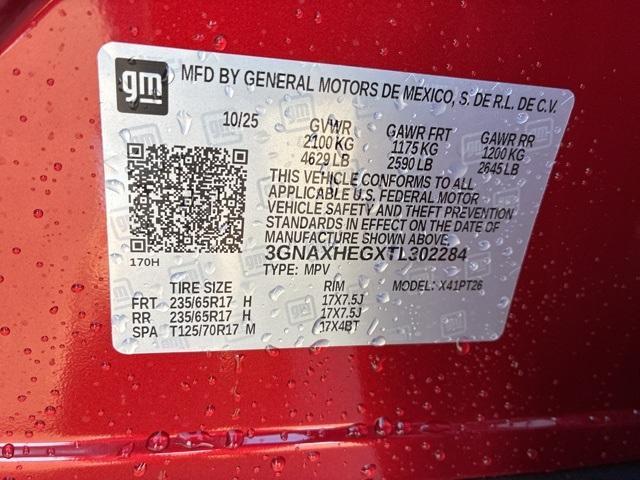 gm MFD BY GENERAL MOTORS DE MEXICO, S. DE R.L. DE C.V.
10/25 GVWR GAWR FRT GAWR RR
2100 KG 1175 KG 1200 KG
4629 LB 2590 LB 2645 LB
THIS VEHICLE CONFORMS TO ALL
APPLICABLE U.S. FEDERAL MOTOR
VEHICLE SAFETY AND THEFT PREVENTION
STANDARDS IN EFFECT ON THE DATE OF
MANUFACTURE SHOWN ABOVE.
170H 3GNAXHEGXTL302284
TYPE: MPV MODEL: X41PT26
TIRE SIZE RIM
FRT 235/65R17 H 17X7.5J
RR 235/65R17 H 17X7.5J
SPA T125/70R17 M 17X4BT